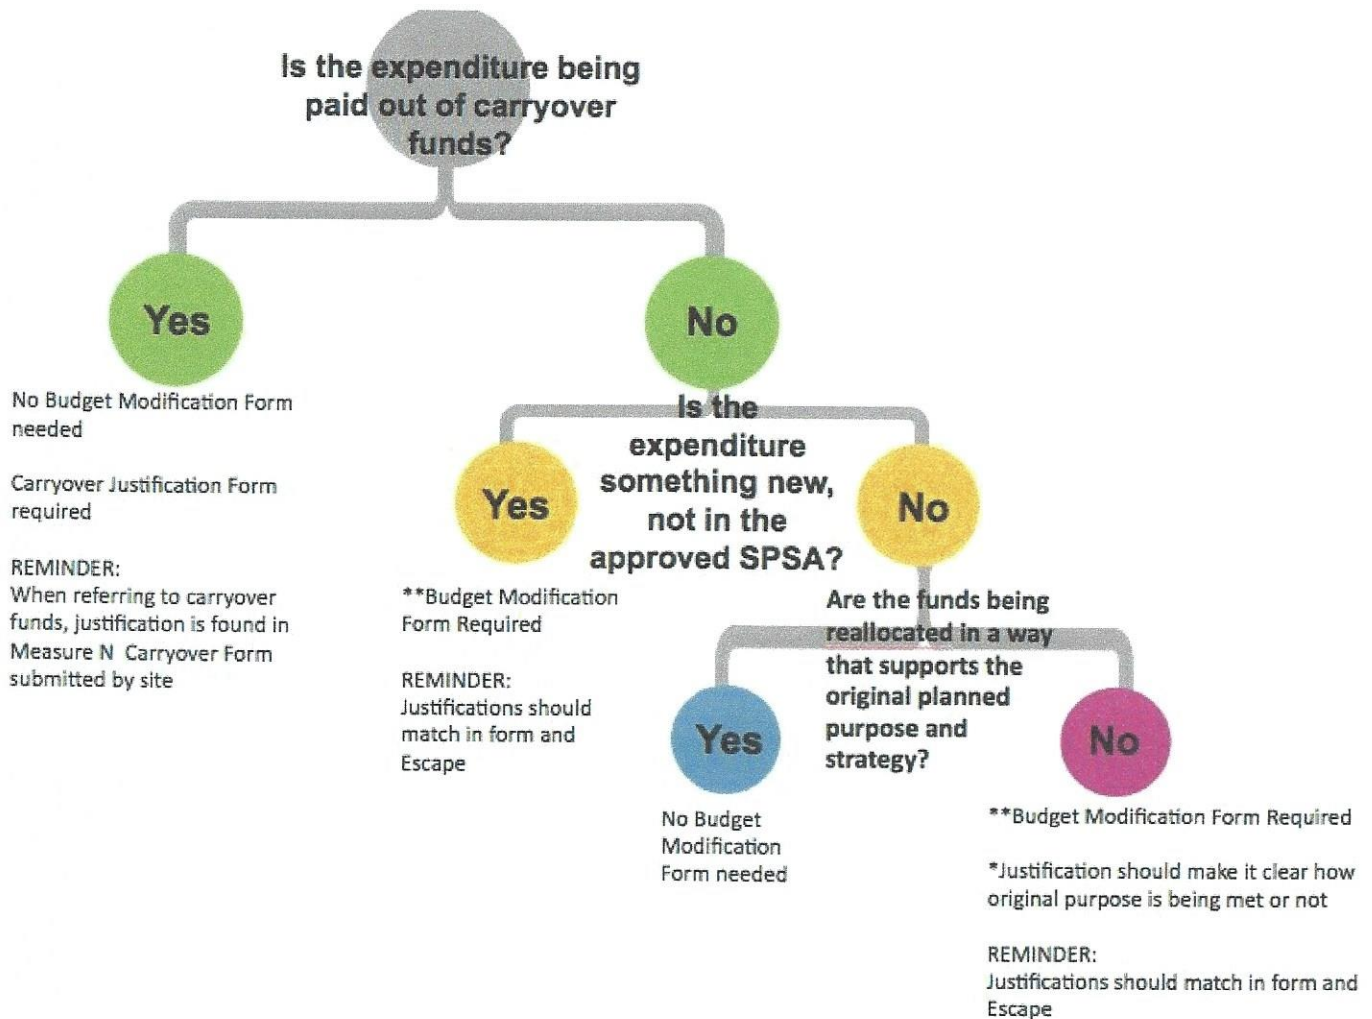 Is the expenditure being
paid out of carryover
funds?
Yes
No
No Budget Modification Form
needed
Carryover Justification Form
required
REMINDER:
When referring to carryover
funds, justification is found in
Measure N Carryover Form
submitted by site
Is the
expenditure
something new,
not in the
approved SPSA?
Yes
No
**Budget Modification
Form Required
REMINDER:
Justifications should
match in form and
Escape
Are the funds being
reallocated in a way
that supports the
original planned
purpose and
strategy?
Yes
No
No Budget
Modification
Form needed
**Budget Modification Form Required
*Justification should make it clear how
original purpose is being met or not
REMINDER:
Justifications should match in form and
Escape